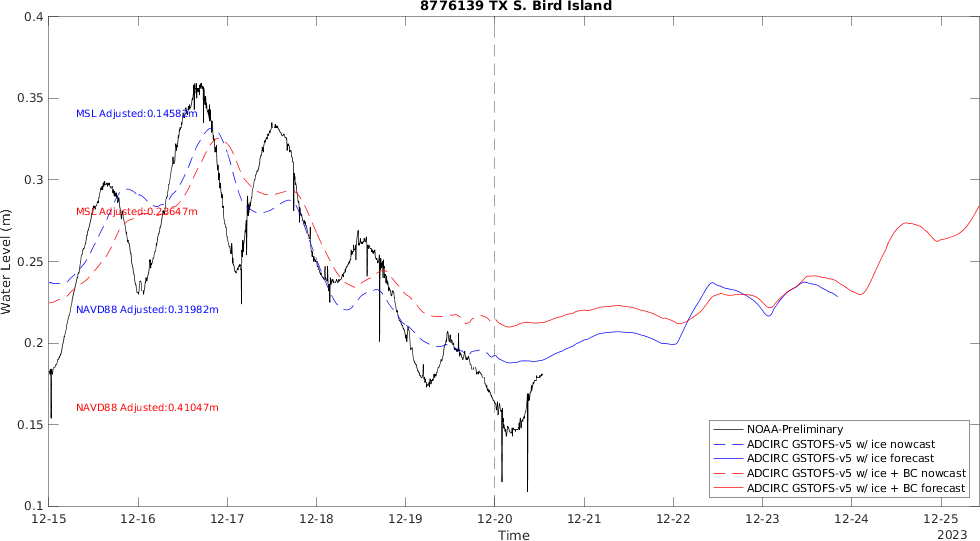 8776139 TX S. Bird Island
0.4
0.35
0.3
0.25
0.2
0.15
0.1
Water Level (m)
MSL Adjusted:0.14583m
MSL Adjusted:0.23647m
NAVD88 Adjusted:0.31982m
NAVD88 Adjusted:0.41047m
NOAA-Preliminary
ADCIRC GSTOFS-v5 w/ ice nowcast
ADCIRC GSTOFS-v5 w/ ice forecast
ADCIRC GSTOFS-v5 w/ ice + BC nowcast
ADCIRC GSTOFS-v5 w/ ice + BC forecast
12-15 12-16 12-17 12-18 12-19 12-20 12-21 12-22 12-23 12-24 12-25
Time
2023